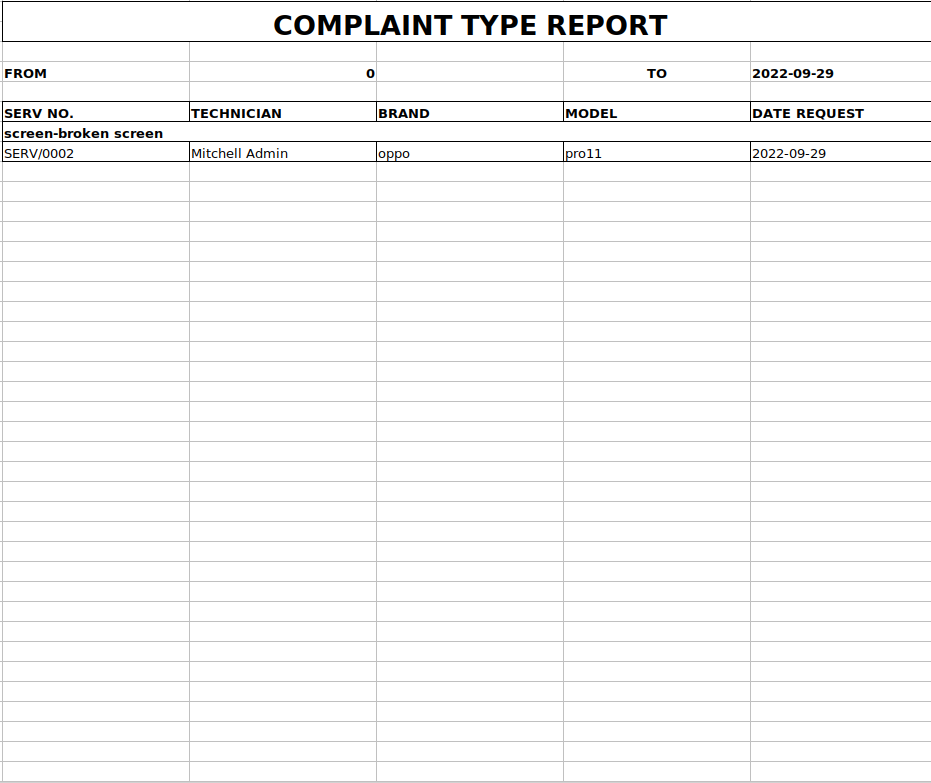 COMPLAINT TYPE REPORT
FROM 0 TO 2022-09-29
SERV NO. TECHNICIAN BRAND MODEL DATE REQUEST
screen-broken screen
SERV/0002 Mitchell Admin oppo pro11 2022-09-29